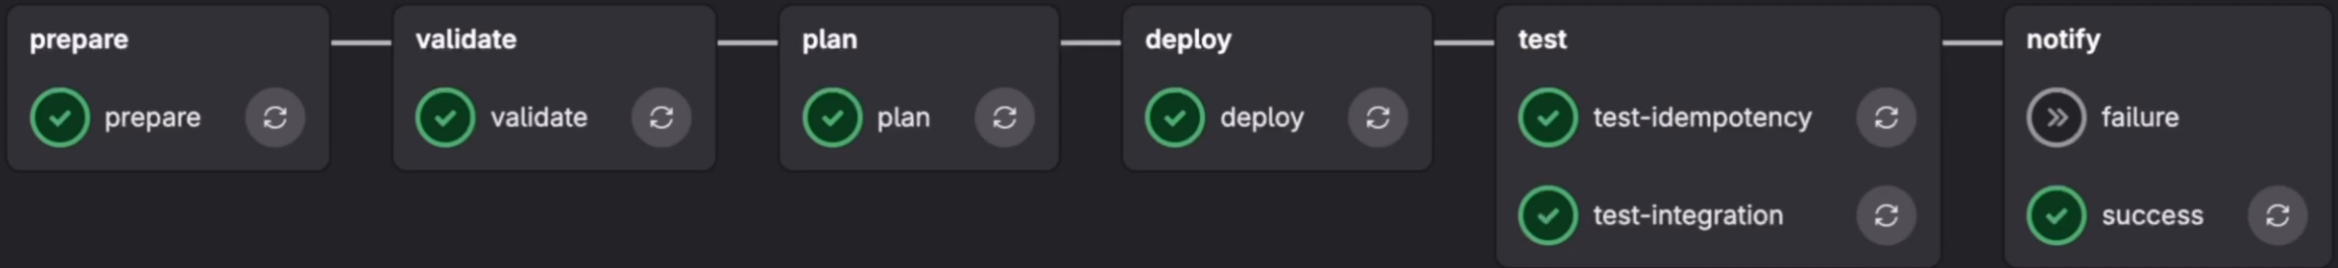 prepare
prepare
validate
validate
plan
plan
deploy
deploy
test
test-idempotency
test-integration
notify
failure
success